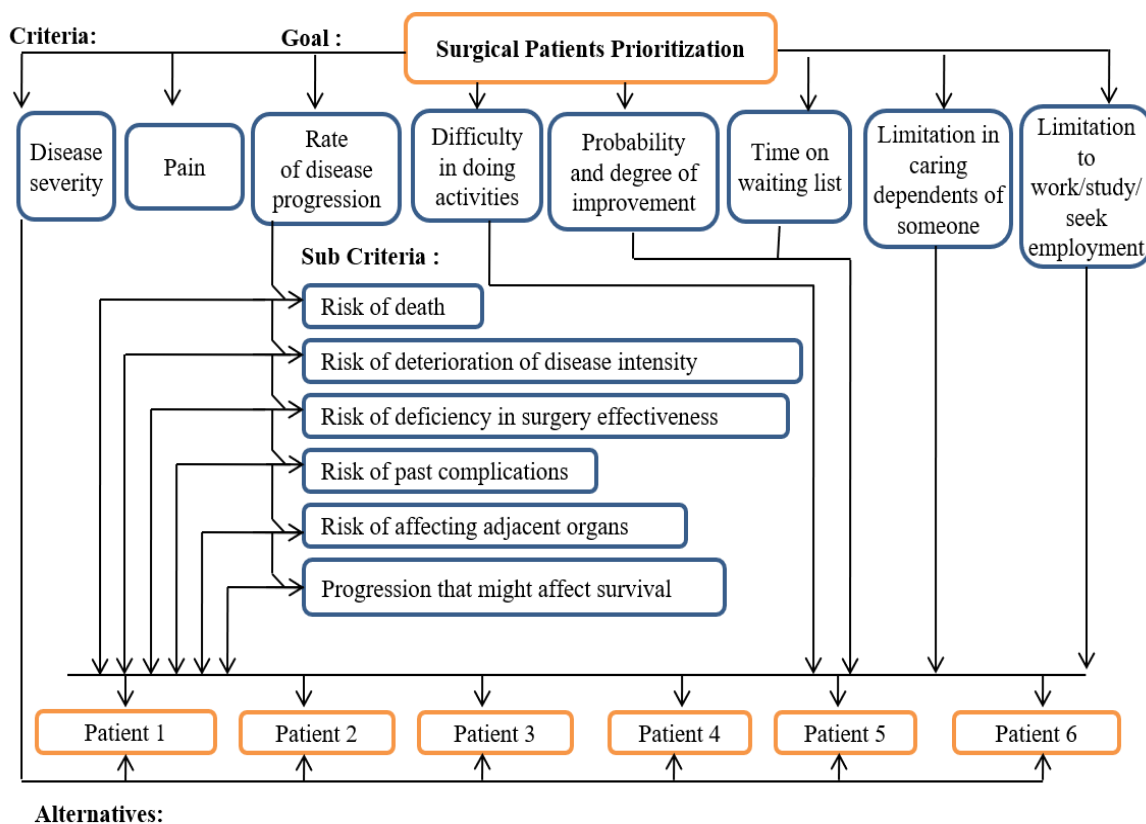 Criteria:
Goal :
Surgical Patients Prioritization
Disease
severity
Pain
Rate
of disease
progression
Difficulty
in doing
activities
Probability
and degree of
improvement
Time on
waiting list
Limitation in
caring
dependents of
someone
Limitation
to
work/study/
seek
employment
Sub Criteria :
Risk of death
Risk of deterioration of disease intensity
Risk of deficiency in surgery effectiveness
Risk of past complications
Risk of affecting adjacent organs
Progression that might affect survival
Patient 1
Patient 2
Patient 3
Patient 4
Patient 5
Patient 6
Alternatives: